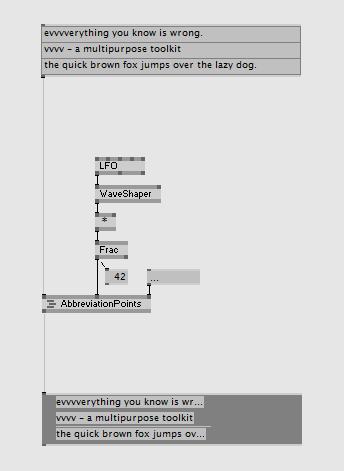 evvvverything you know is wrong.
vvvv - a multipurpose toolkit
the quick brown fox jumps over the lazy dog.
LFO
WaveShaper
*
Frac
42 ...
AbbreviationPoints
evvvverything you know is wr...
vvvv - a multipurpose toolkit
the quick brown fox jumps ov...